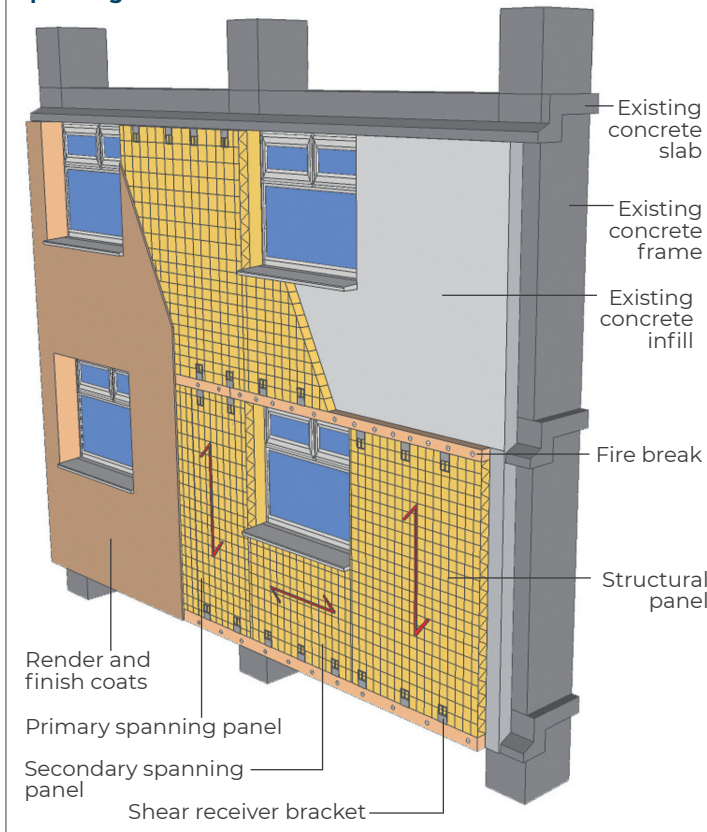 Existing
concrete
slab
Existing
concrete
frame
Existing
concrete
infill
Fire break
Structural
panel
Render and
finish coats
Primary spanning panel
Secondary spanning
panel
Shear receiver bracket